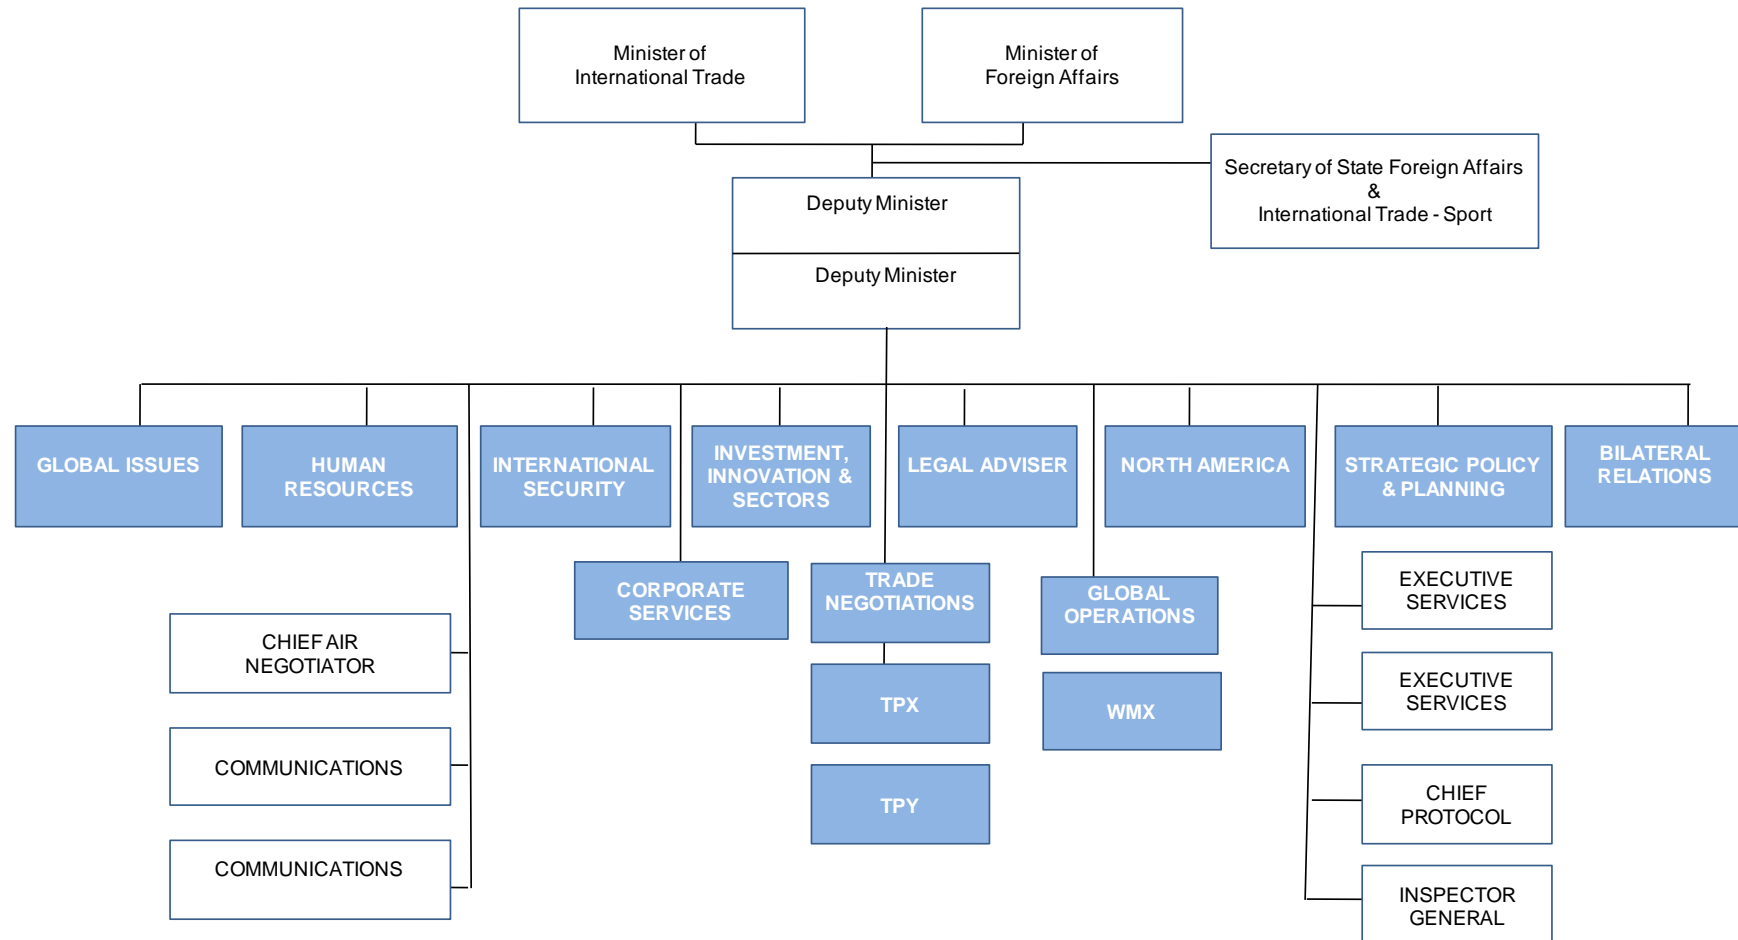 Minister of
International Trade
Minister of
Foreign Affairs
Secretary of State Foreign Affairs
&
International Trade - Sport
Deputy Minister
Deputy Minister
GLOBAL ISSUES
HUMAN
RESOURCES
INTERNATIONAL
SECURITY
INVESTMENT,
INNOVATION &
SECTORS
LEGAL ADVISER
NORTH AMERICA
STRATEGIC POLICY
& PLANNING
BILATERAL
RELATIONS
CORPORATE
SERVICES
TRADE
NEGOTIATIONS
GLOBAL
OPERATIONS
EXECUTIVE
SERVICES
CHIEF AIR
NEGOTIATOR
TPX
WMX
EXECUTIVE
SERVICES
COMMUNICATIONS
TPY
CHIEF
PROTOCOL
COMMUNICATIONS
INSPECTOR
GENERAL